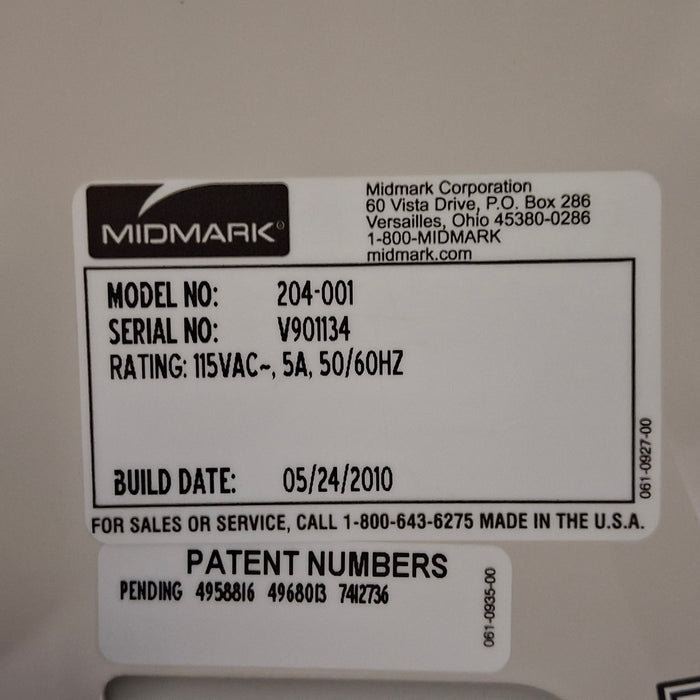 MIDMARK®
Midmark Corporation
60 Vista Drive, P.O. Box 286
Versailles, Ohio 45380-0286
1-800-MIDMARK
midmark.com
MODEL NO: 204-001
SERIAL NO: V901134
RATING: 115VAC~, 5A, 50/60HZ
BUILD DATE: 05/24/2010
061-0927-00
FOR SALES OR SERVICE, CALL 1-800-643-6275 MADE IN THE U.S.A.
PATENT NUMBERS
PENDING 4958816 4968013 7412736
061-0935-00